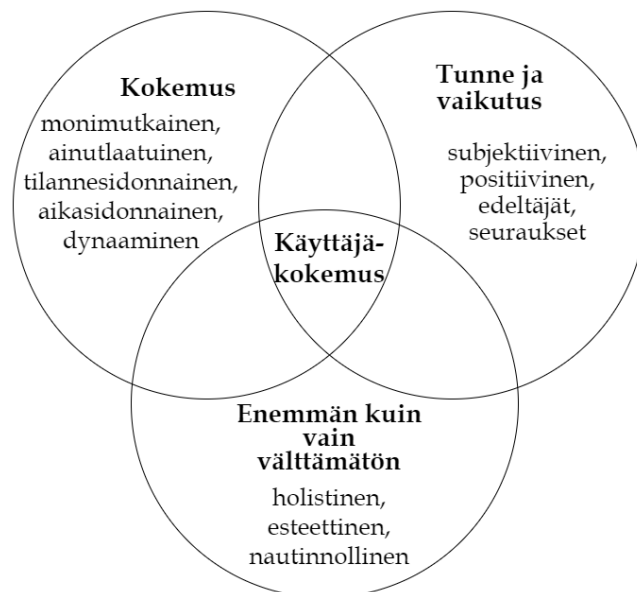 Kokemus
monimutkainen,
ainutlaatuinen,
tilannesidonnainen,
aikasidonnainen,
dynaaminen
Tunne ja
vaikutus
subjektiivinen,
positiivinen,
edeltäjät,
seuraukset
Käyttäjä-
kokemus
Enemmän kuin
vain
välttämätön
holistinen,
esteettinen,
nautinnollinen